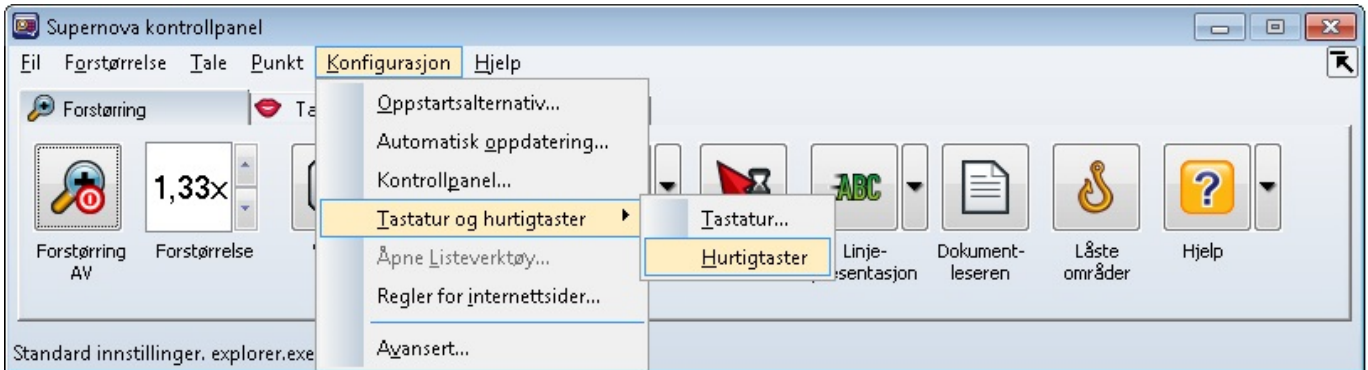 Supernova kontrollpanel
Fil Forstørrelse Tale Punkt Konfigurasjon Hjelp
Forstørring
Oppstartsalternativ...
Automatisk oppdatering...
Kontrollpanel...
Tastatur og hurtigtaster
Åpne Listeverktøy...
Regler for internettsider...
Avansert...
Tastatur...
Hurtigtaster
1,33x
ABC
?
Forstørring
AV
Forstørrelse
Linje-
Dokument-
leseren
Låste
områder
Hjelp
Standard innstillinger. explorer.exe